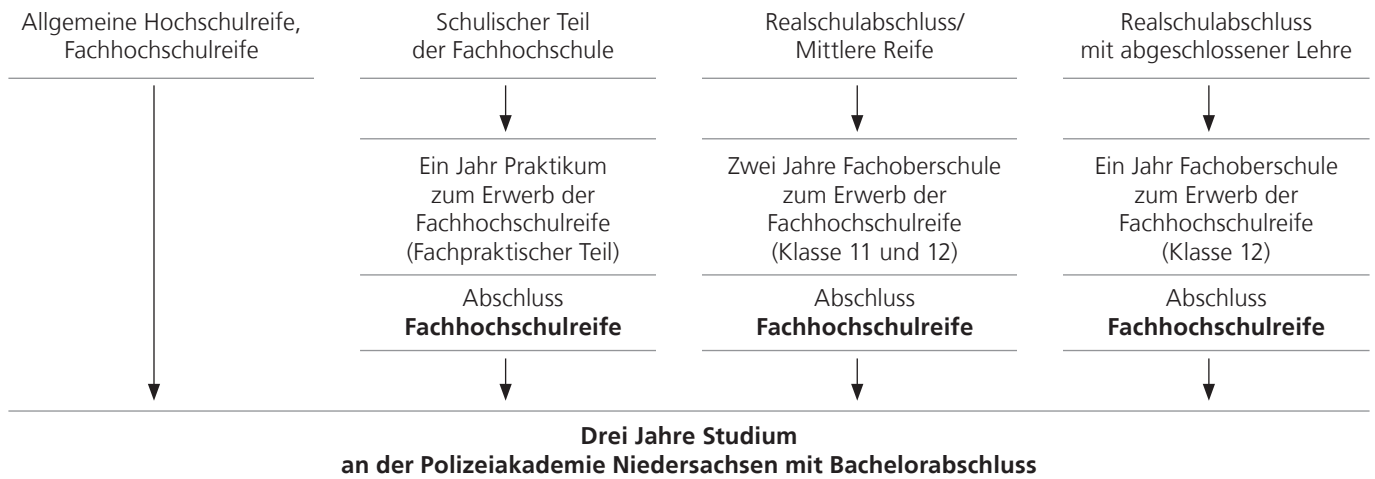 Allgemeine Hochschulreife,
Fachhochschulreife
Schulischer Teil
der Fachhochschule
Realschulabschluss/
Mittlere Reife
Realschulabschluss
mit abgeschlossener Lehre
Ein Jahr Praktikum
zum Erwerb der
Fachhochschulreife
(Fachpraktischer Teil)
Zwei Jahre Fachoberschule
zum Erwerb der
Fachhochschulreife
(Klasse 11 und 12)
Ein Jahr Fachoberschule
zum Erwerb der
Fachhochschulreife
(Klasse 12)
Abschluss
Fachhochschulreife
Abschluss
Fachhochschulreife
Abschluss
Fachhochschulreife
Drei Jahre Studium
an der Polizeiakademie Niedersachsen mit Bachelorabschluss